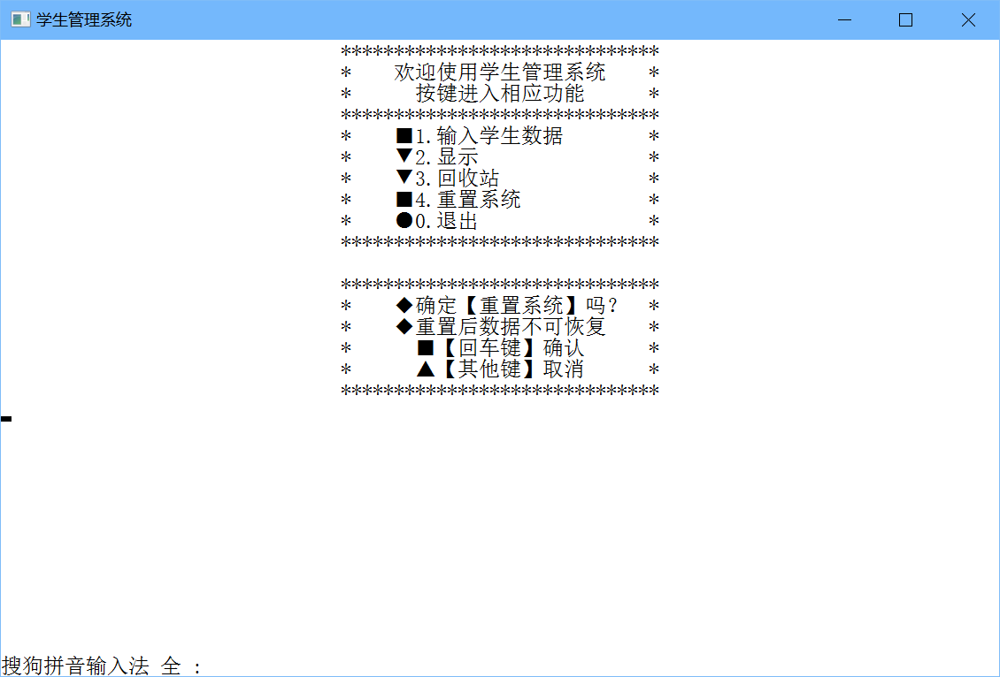 学生管理系统
******************************
*    欢迎使用学生管理系统    *
*      按键进入相应功能      *
******************************
*    ■1.输入学生数据        *
*    ▼2.显示                *
*    ▼3.回收站              *
*    ■4.重置系统            *
*    ●0.退出                *
******************************
******************************
*    ◆确定【重置系统】吗?   *
*    ◆重置后数据不可恢复    *
*      ■【回车键】确认      *
*      ▲【其他键】取消      *
******************************
搜狗拼音输入法 全 :